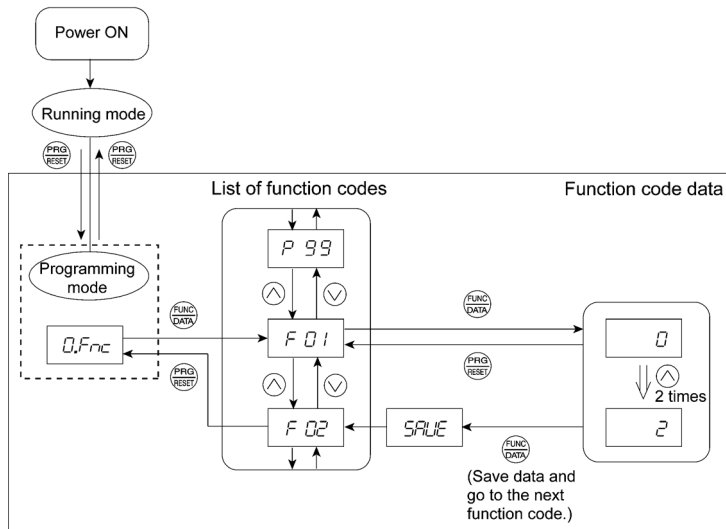 Power ON
Running mode
PRG
RESET
PRG
RESET
List of function codes
Function code data
P 99
Programming
mode
FUNC
DATA
FUNC
DATA
0.Fnc
F 01
0
PRG
RESET
PRG
RESET
2 times
F 02
SAVE
2
FUNC
DATA
(Save data and
go to the next
function code.)